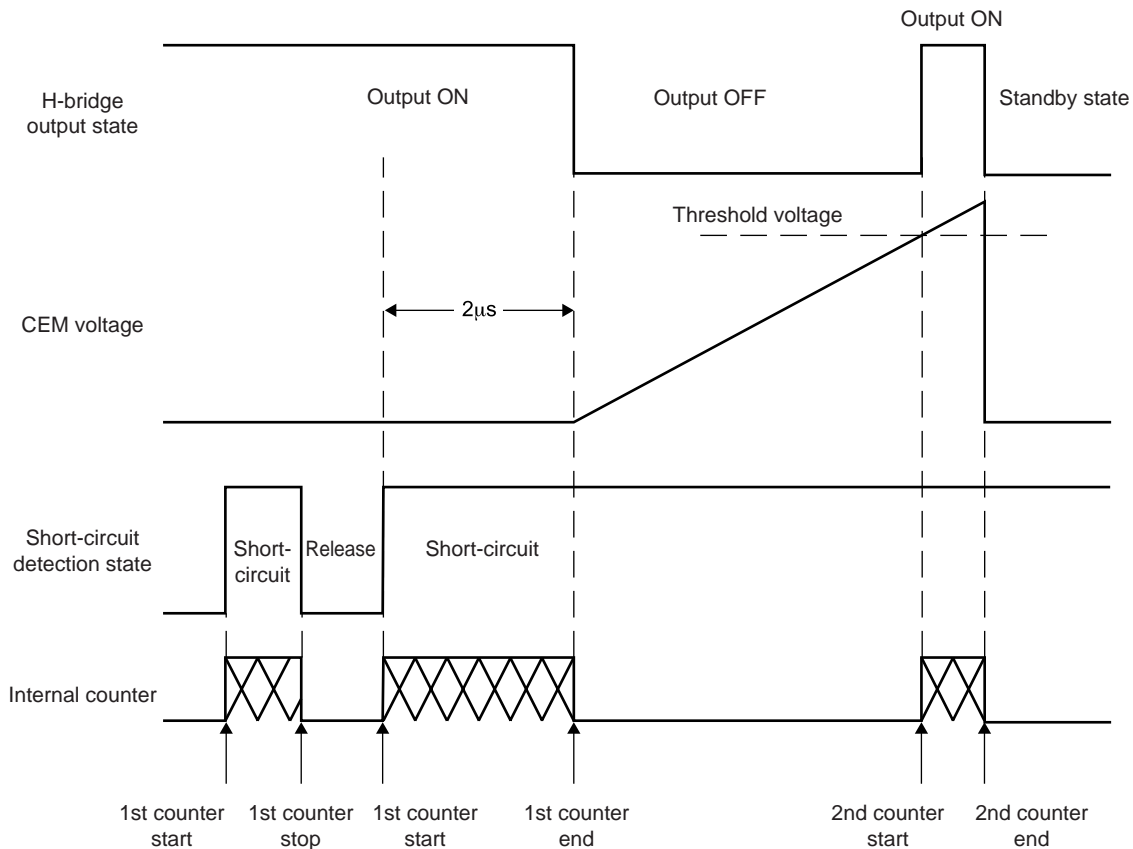 Output ON
H-bridge
output state
Output ON
Output OFF
Standby state
Threshold voltage
2μs
CEM voltage
Short-circuit
detection state
Short-
circuit
Release
Short-circuit
Internal counter
1st counter
start
1st counter
stop
1st counter
start
1st counter
end
2nd counter
start
2nd counter
end